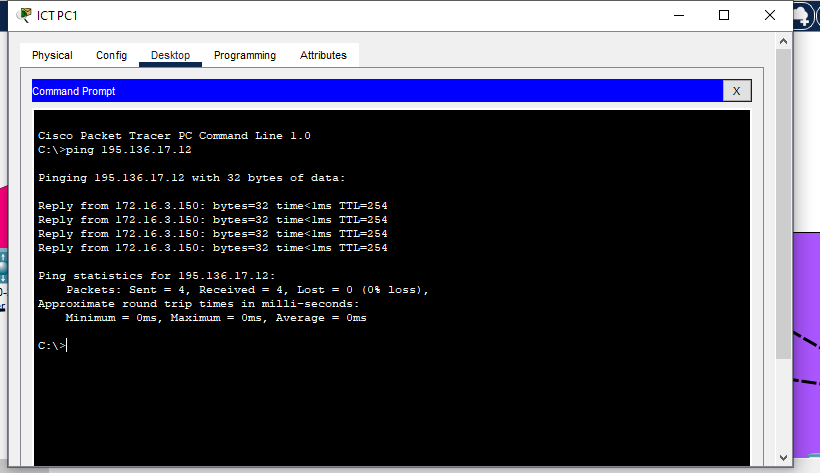 ICT PC1
Physical Config Desktop Programming Attributes
Command Prompt X
Cisco Packet Tracer PC Command Line 1.0
C:\>ping 195.136.17.12
Pinging 195.136.17.12 with 32 bytes of data:
Reply from 172.16.3.150: bytes=32 time<1ms TTL=254
Reply from 172.16.3.150: bytes=32 time<1ms TTL=254
Reply from 172.16.3.150: bytes=32 time<1ms TTL=254
Reply from 172.16.3.150: bytes=32 time<1ms TTL=254
Ping statistics for 195.136.17.12:
Packets: Sent = 4, Received = 4, Lost = 0 (0% loss),
Approximate round trip times in milli-seconds:
Minimum = 0ms, Maximum = 0ms, Average = 0ms
C:\>